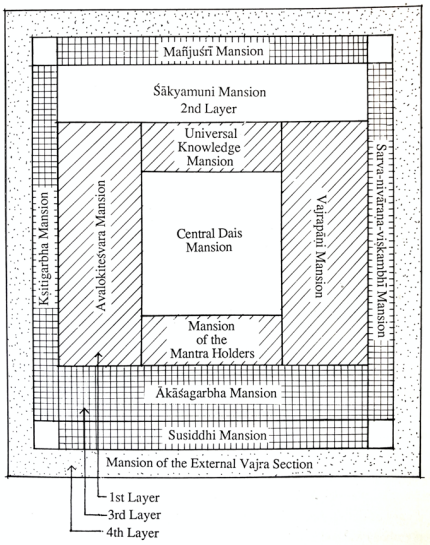 Mañjuśrī Mansion
Śākyamuni Mansion
2nd Layer
Universal
Knowledge
Mansion
Kṣitigarbha Mansion
Avalokiteśvara Mansion
Central Dais
Mansion
Vajrapāṇi Mansion
Sarva-nivāraṇa-viṣkambhī Mansion
Mansion
of the
Mantra Holders
Ākāśagarbha Mansion
Susiddhi Mansion
Mansion of the External Vajra Section
1st Layer
3rd Layer
4th Layer